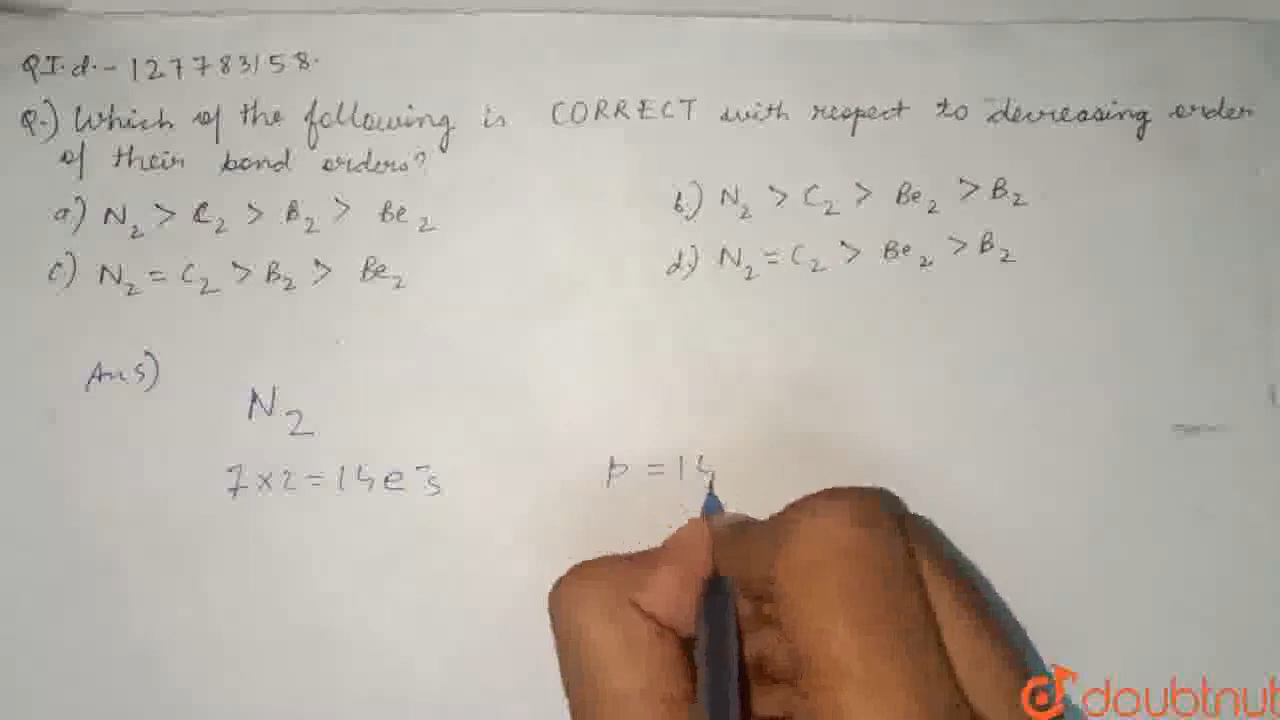 QI.d.- 127783158.
Q.) Which of the following is CORRECT with respect to decreasing order
of their bond orders?
a) N₂ > C₂ > B₂ > Be₂
b.) N₂ > C₂ > Be₂ > B₂
c) N₂ = C₂ > B₂ > Be₂
d.) N₂ = C₂ > Be₂ > B₂
Ans)
N₂
7×2=14e⁻s
p = 14
doubtnut